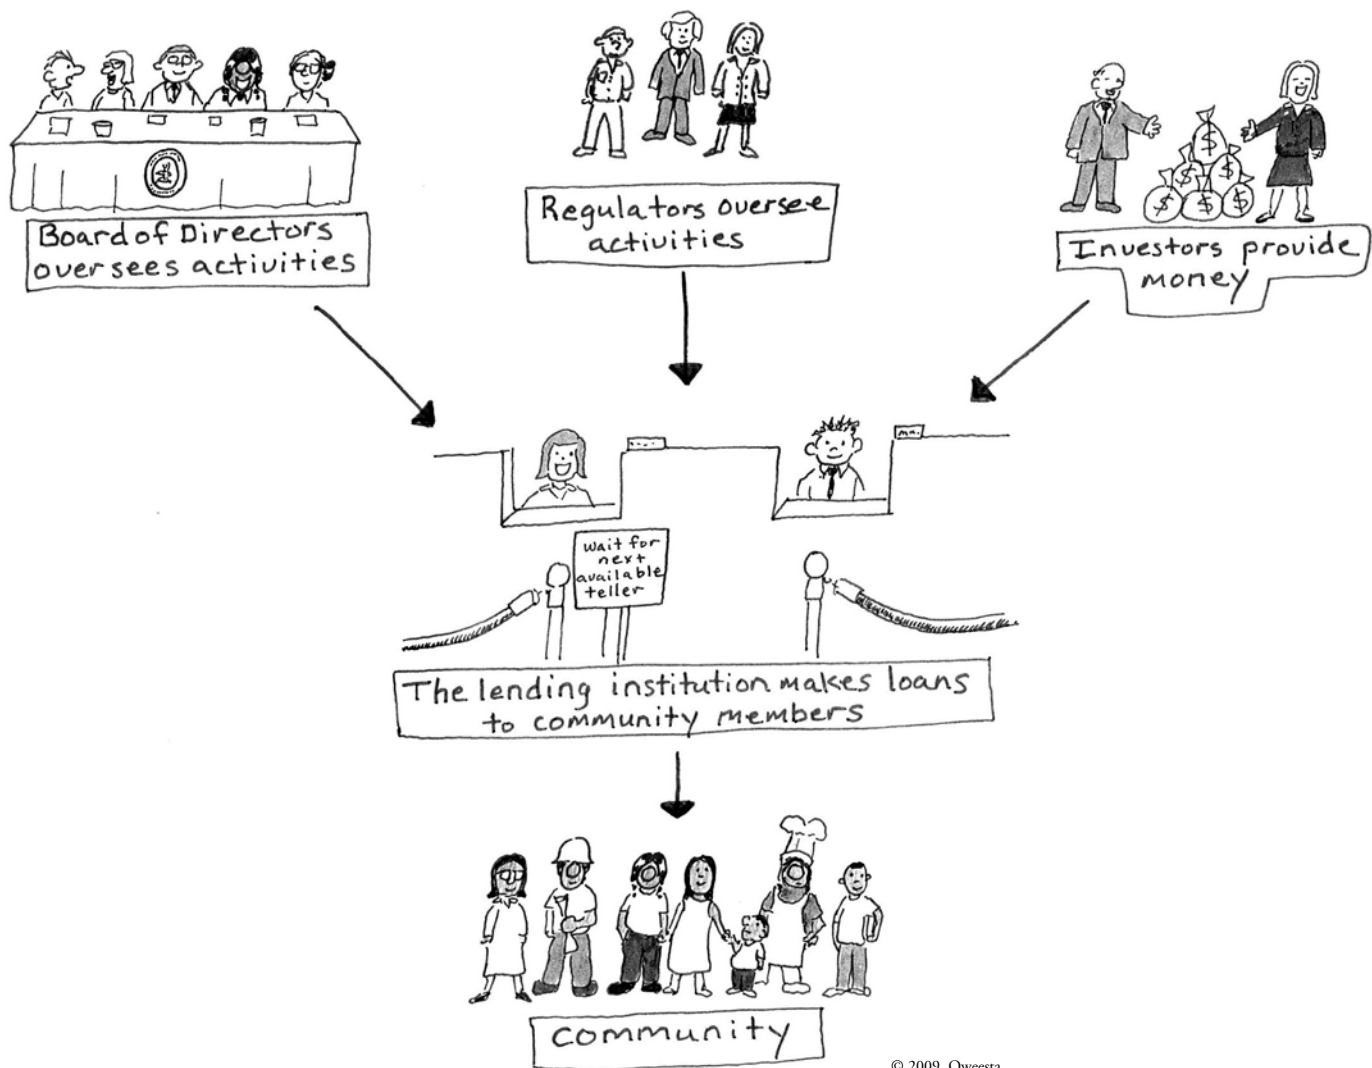 Board of Directors
oversees activities
Regulators oversee
activities
Investors provide
money
wait for
next
available
teller
The lending institution makes loans
to community members
community
© 2009, Oweesta